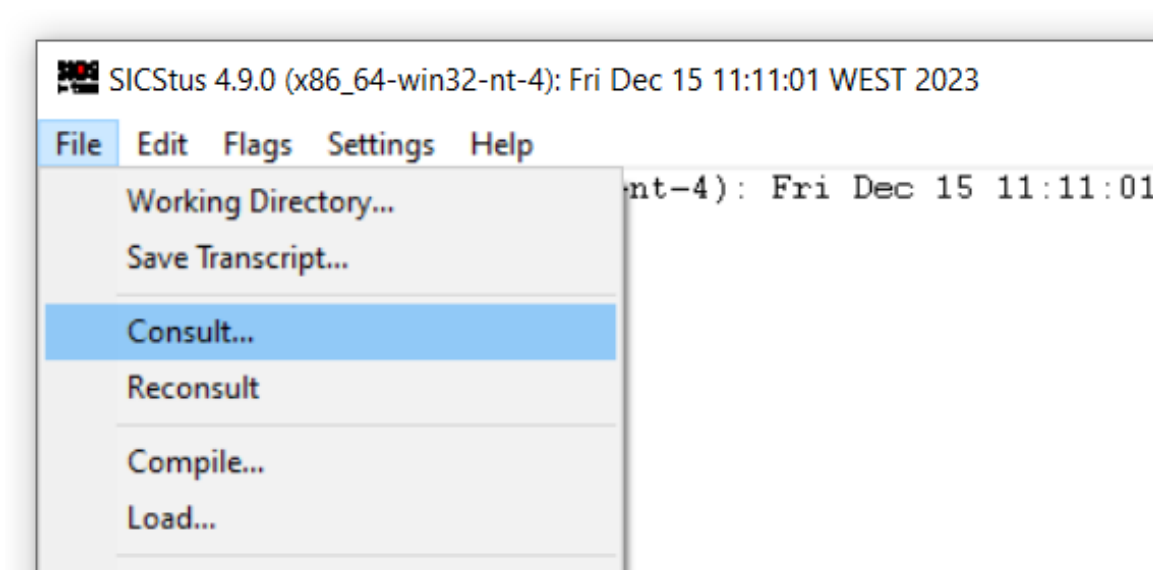 SICStus 4.9.0 (x86_64-win32-nt-4): Fri Dec 15 11:11:01 WEST 2023
File Edit Flags Settings Help
-nt-4): Fri Dec 15 11:11:01
Working Directory...
Save Transcript...
Consult...
Reconsult
Compile...
Load...